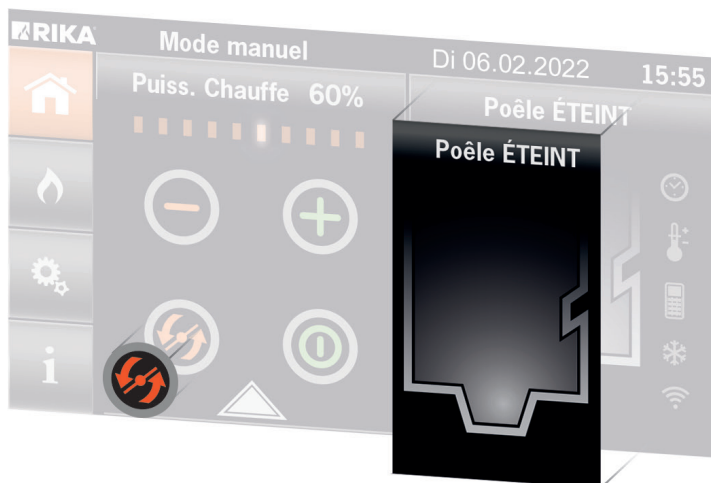 RIKA
Mode manuel
Di 06.02.2022 15:55
Puiss. Chauffe 60%
Poêle ÉTEINT
Poêle ÉTEINT
i